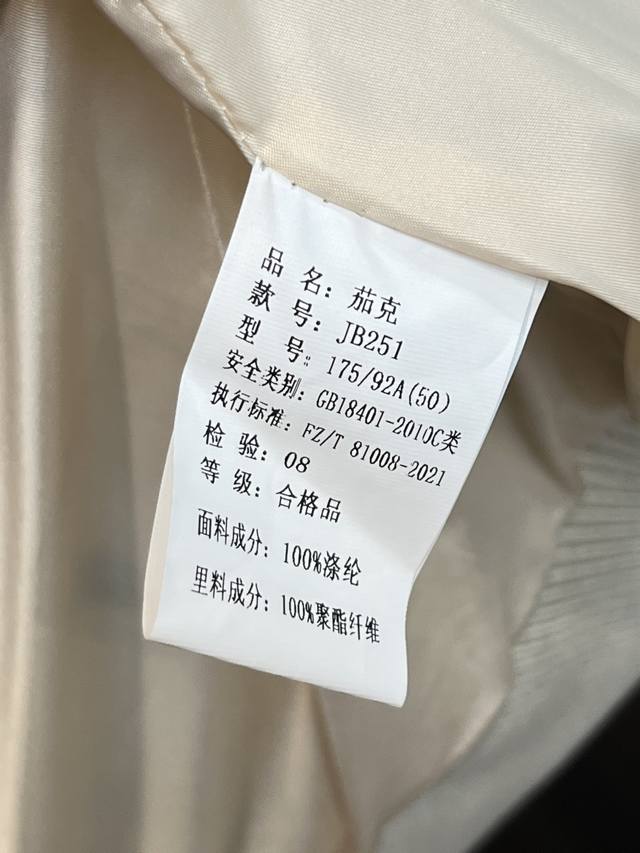 品 名：茄克
款 号：JB251
型 号：175/92A(50)
安全类别：GB18401-2010C类
执行标准：FZ/T 81008-2021
检 验：08
等 级：合格品
面料成分：100%涤纶
里料成分：100%聚酯纤维